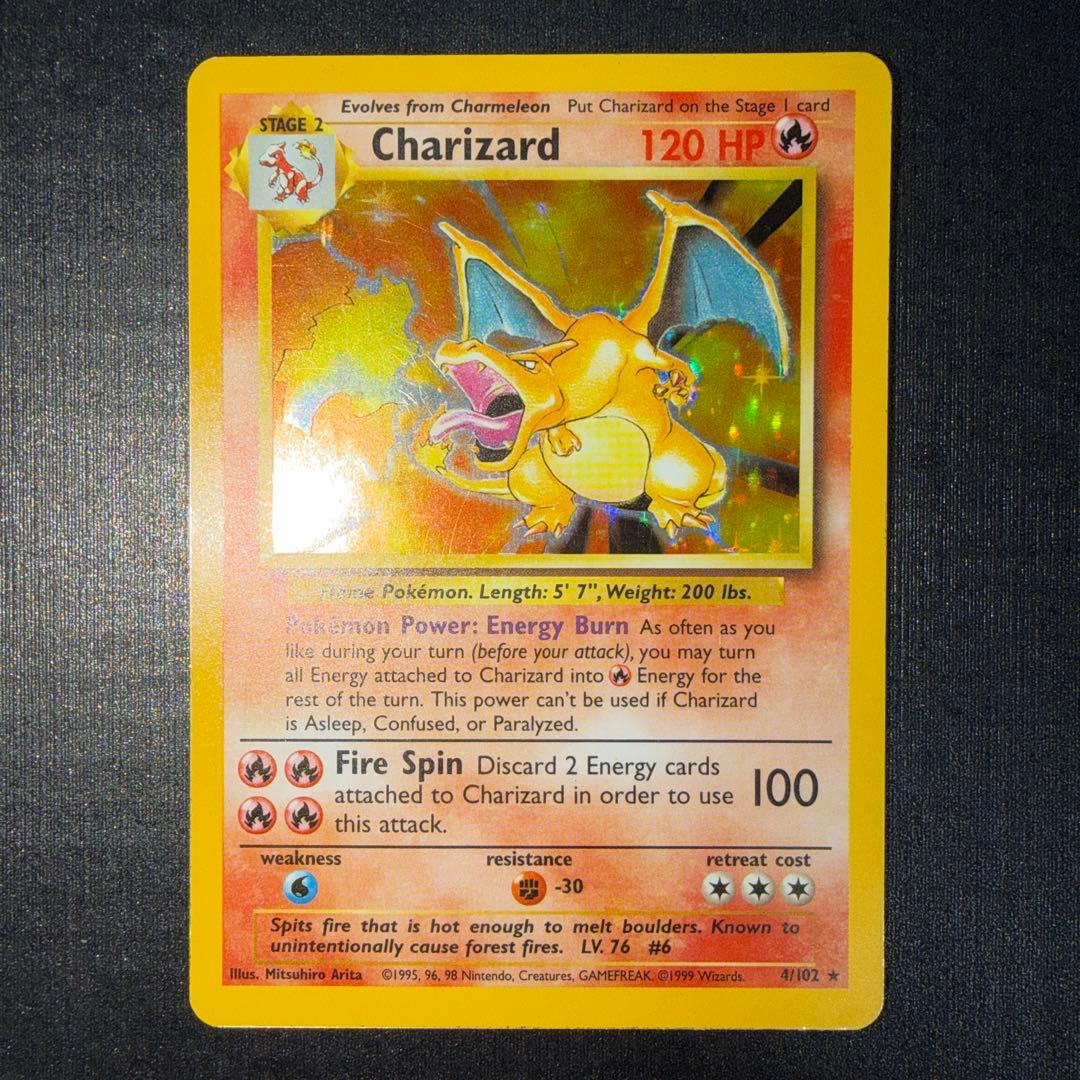 Evolves from Charmeleon Put Charizard on the Stage 1 card
STAGE 2
Charizard 120 HP
Flame Pokémon. Length: 5' 7", Weight: 200 lbs.
Pokémon Power: Energy Burn As often as you
like during your turn (before your attack), you may turn
all Energy attached to Charizard into Energy for the
rest of the turn. This power can't be used if Charizard
is Asleep, Confused, or Paralyzed.
Fire Spin Discard 2 Energy cards
attached to Charizard in order to use 100
this attack.
weakness resistance retreat cost
-30
Spits fire that is hot enough to melt boulders. Known to
unintentionally cause forest fires. LV. 76 #6
Illus. Mitsuhiro Arita ©1995, 96, 98 Nintendo, Creatures, GAMEFREAK. ©1999 Wizards. 4/102 ★